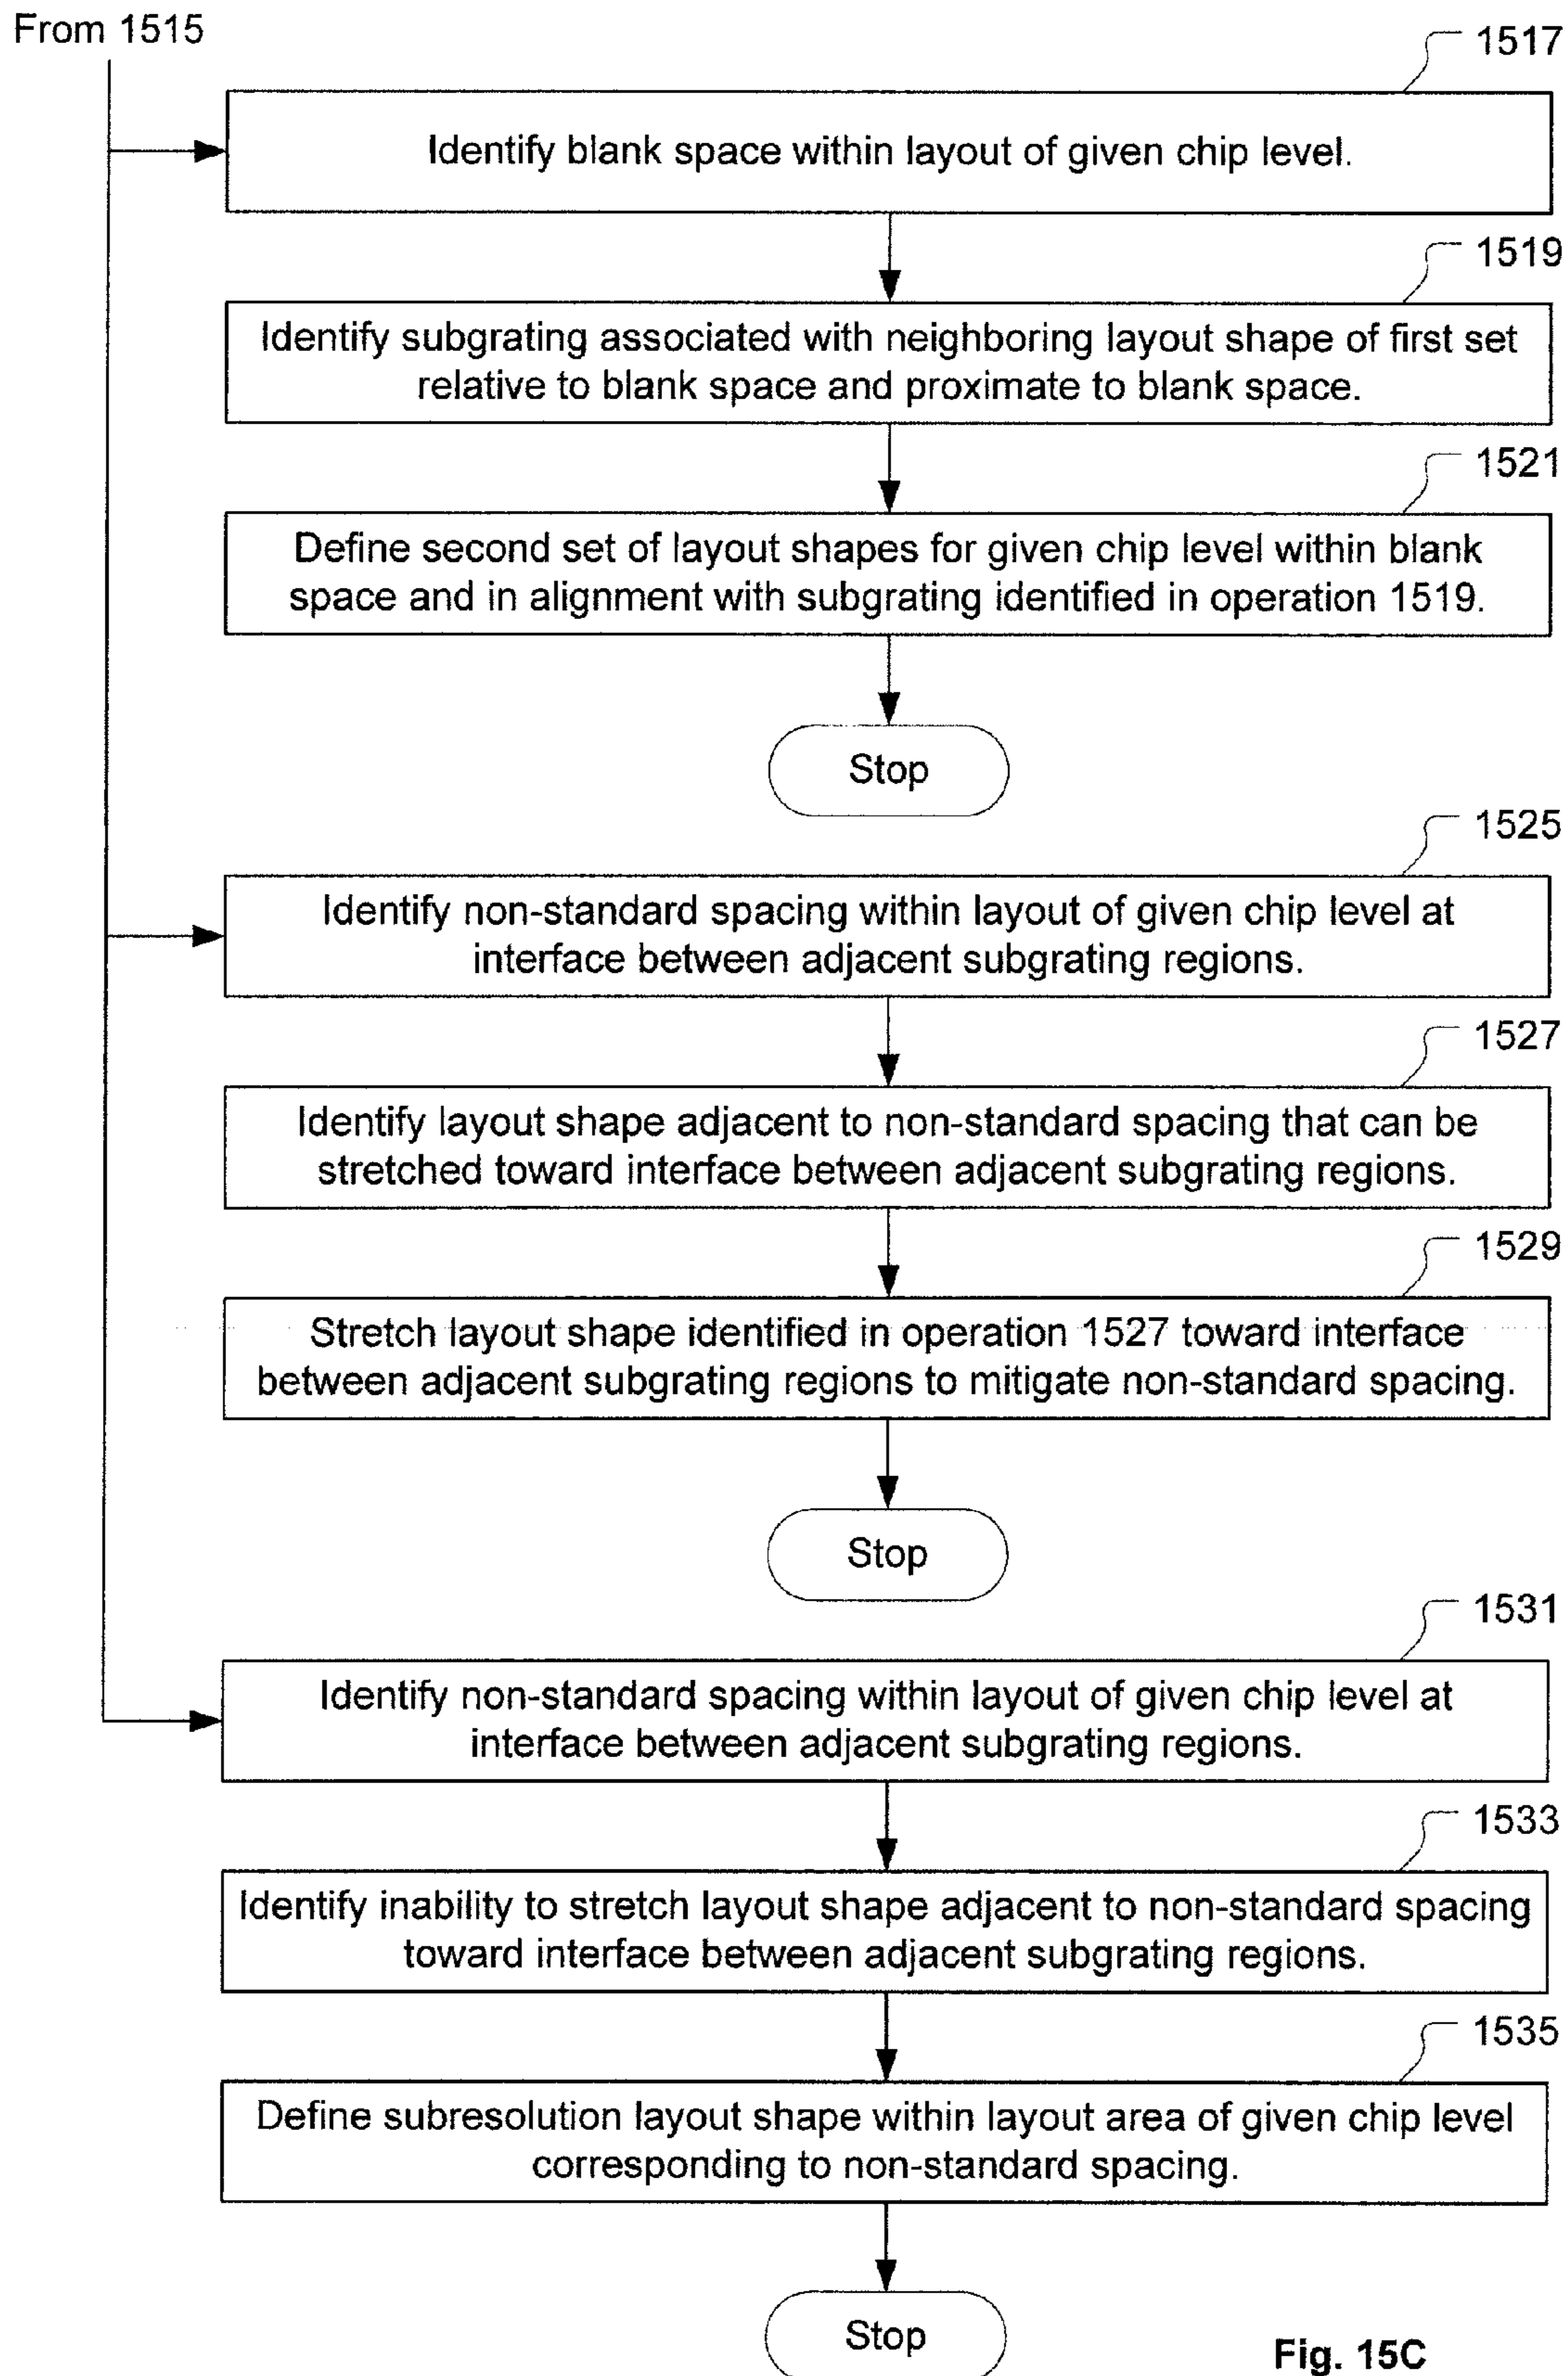 From 1515
1517
Identify blank space within layout of given chip level.
1519
Identify subgrating associated with neighboring layout shape of first set
relative to blank space and proximate to blank space.
1521
Define second set of layout shapes for given chip level within blank
space and in alignment with subgrating identified in operation 1519.
Stop
1525
Identify non-standard spacing within layout of given chip level at
interface between adjacent subgrating regions.
1527
Identify layout shape adjacent to non-standard spacing that can be
stretched toward interface between adjacent subgrating regions.
1529
Stretch layout shape identified in operation 1527 toward interface
between adjacent subgrating regions to mitigate non-standard spacing.
Stop
1531
Identify non-standard spacing within layout of given chip level at
interface between adjacent subgrating regions.
1533
Identify inability to stretch layout shape adjacent to non-standard spacing
toward interface between adjacent subgrating regions.
1535
Define subresolution layout shape within layout area of given chip level
corresponding to non-standard spacing.
Stop
Fig. 15C